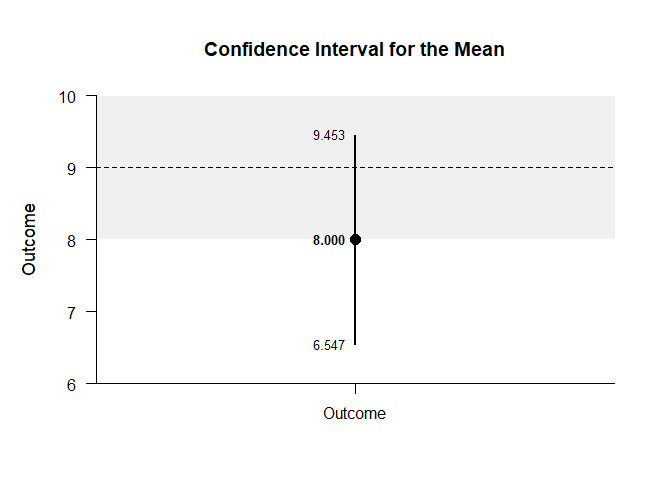 Confidence Interval for the Mean
10
9
8
7
6
Outcome
9.453
8.000
6.547
Outcome